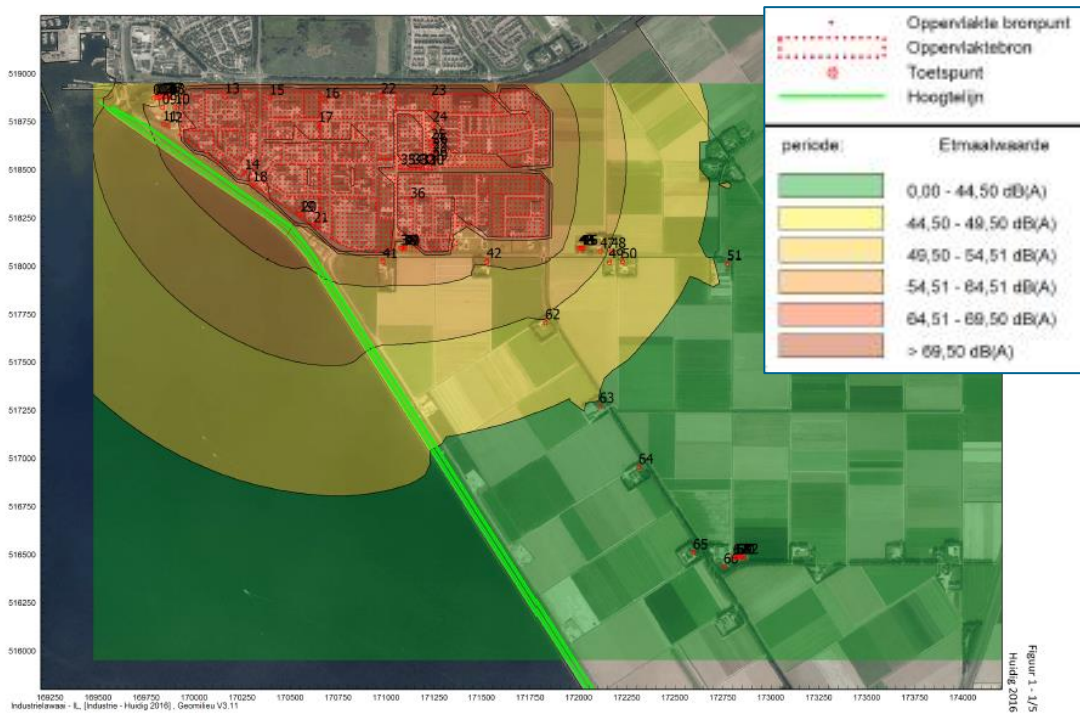 Oppervlakte bronpunt
Oppervlaktebron
Toetspunt
Hoogtelijn
periode: Etmaalwaarde
0,00 - 44,50 dB(A)
44,50 - 49,50 dB(A)
49,50 - 54,51 dB(A)
54,51 - 64,51 dB(A)
64,51 - 69,50 dB(A)
> 69,50 dB(A)
519000
518750
518500
518250
518000
517750
517500
517250
517000
516750
516500
516250
516000
10 13 15 16 22 23
12 17 24
14 18
36
21
41 42 47 48 50 51
62
63
64
65
169250 169500 169750 170000 170250 170500 170750 171000 171250 171500 171750 172000 172250 172500 172750 173000 173250 173500 173750 174000
Industrielawaai - IL, [Industrie - Huidig 2016] , Geomilieu V3.11
Figuur 1 - 1/5
Huidig 2016